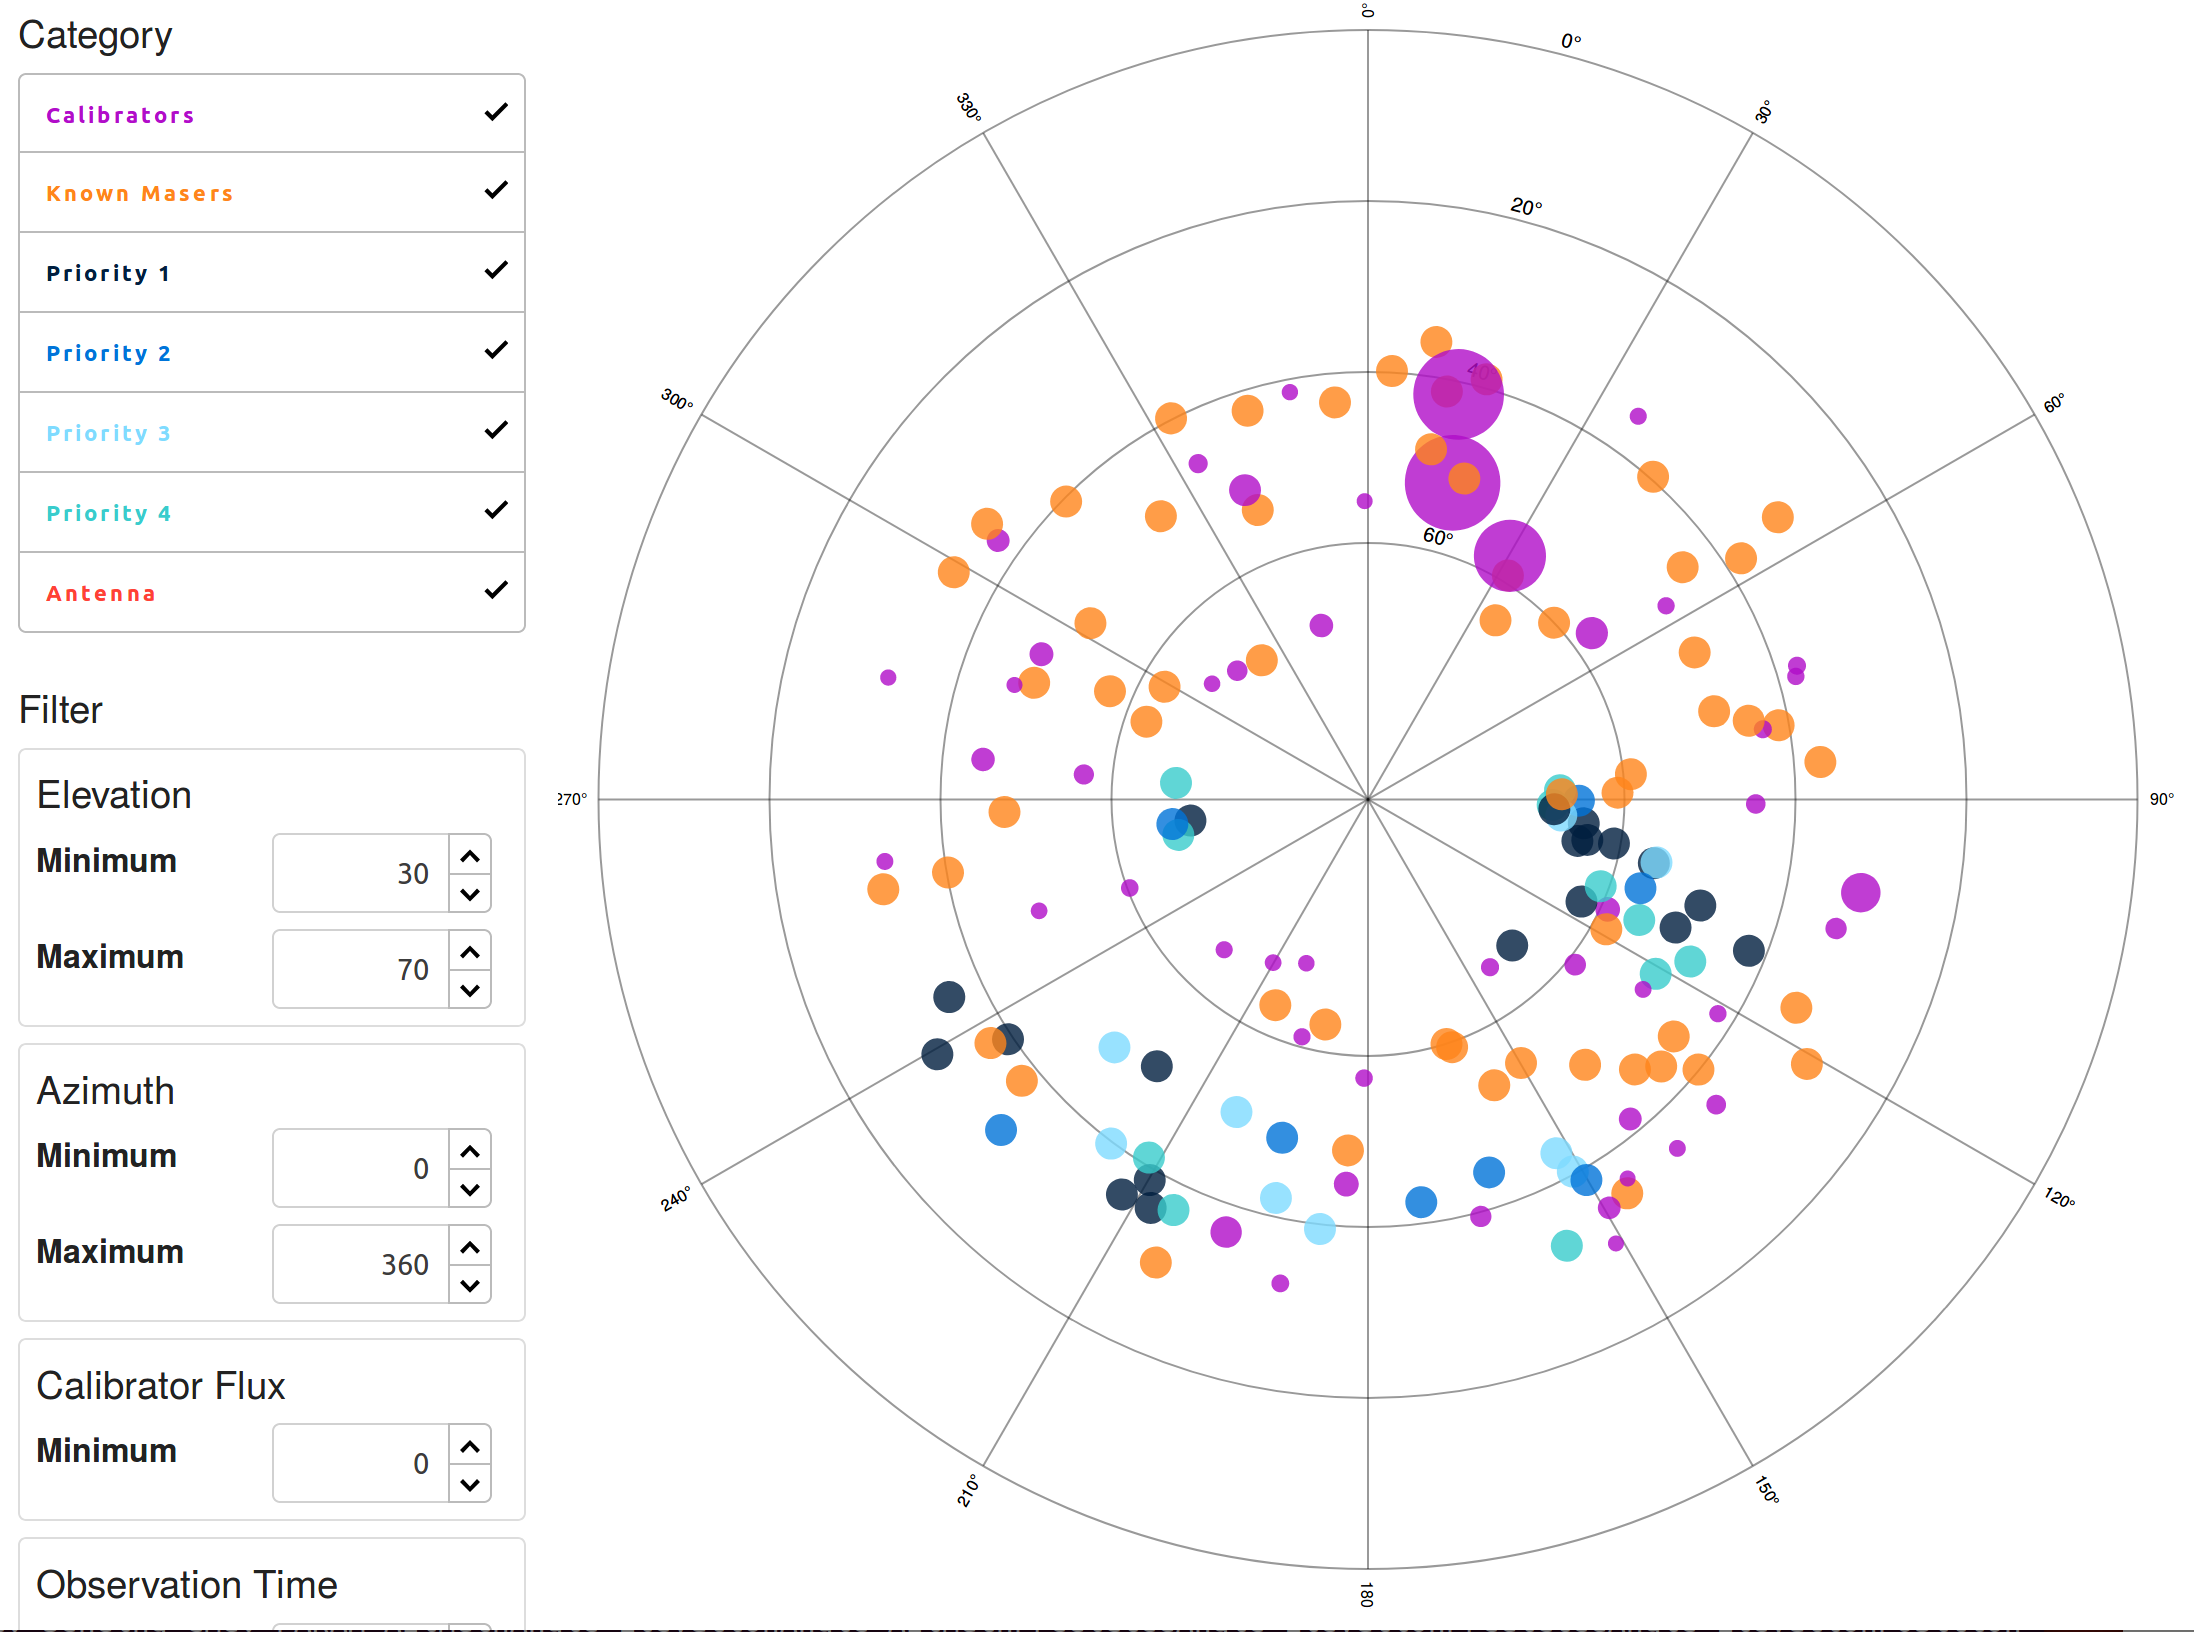 Category
Calibrators
Known Masers
Priority 1
Priority 2
Priority 3
Priority 4
Antenna
Filter
Elevation
Minimum
30
Maximum
70
Azimuth
Minimum
0
Maximum
360
Calibrator Flux
Minimum
0
Observation Time
0°
0°
30°
330°
20°
40°
60°
60°
300°
270°
90°
240°
120°
210°
150°
180